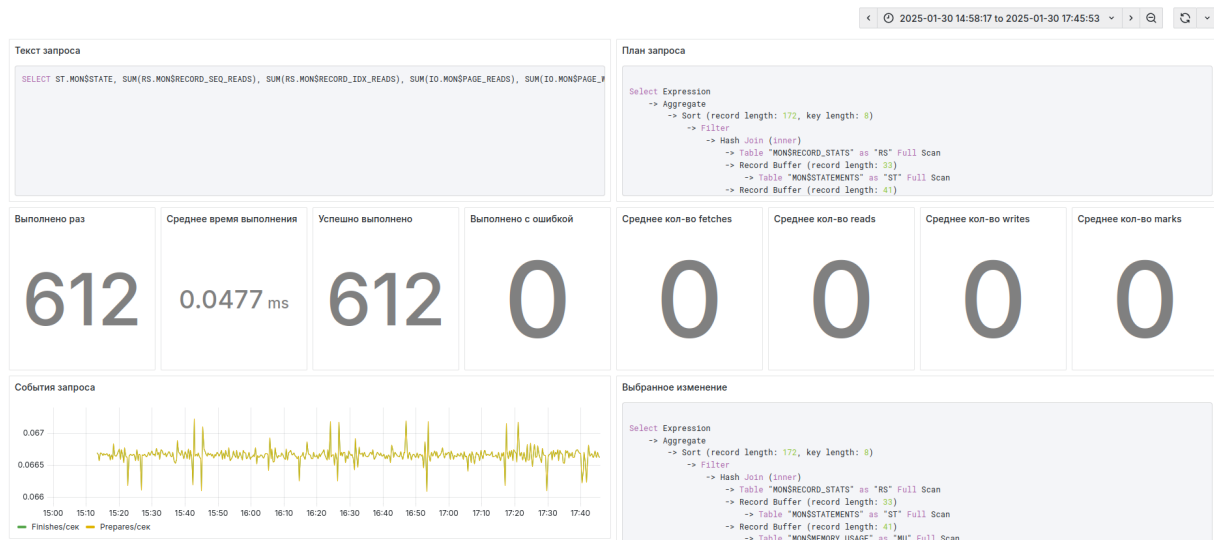 2025-01-30 14:58:17 to 2025-01-30 17:45:53
Текст запроса
SELECT ST.MON$STATE, SUM(RS.MON$RECORD_SEQ_READS), SUM(RS.MON$RECORD_IDX_READS), SUM(IO.MON$PAGE_READS), SUM(IO.MON$PAGE_W
План запроса
Select Expression
-> Aggregate
-> Sort (record length: 172, key length: 8)
-> Filter
-> Hash Join (inner)
-> Table "MON$RECORD_STATS" as "RS" Full Scan
-> Record Buffer (record length: 33)
-> Table "MON$STATEMENTS" as "ST" Full Scan
-> Record Buffer (record length: 41)
Выполнено раз
612
Среднее время выполнения
0.0477 ms
Успешно выполнено
612
Выполнено с ошибкой
0
Среднее кол-во fetches
0
Среднее кол-во reads
0
Среднее кол-во writes
0
Среднее кол-во marks
0
События запроса
0.067
0.0665
0.066
15:00 15:10 15:20 15:30 15:40 15:50 16:00 16:10 16:20 16:30 16:40 16:50 17:00 17:10 17:20 17:30 17:40
Finishes/сек Prepares/сек
Выбранное изменение
Select Expression
-> Aggregate
-> Sort (record length: 172, key length: 8)
-> Filter
-> Hash Join (inner)
-> Table "MON$RECORD_STATS" as "RS" Full Scan
-> Record Buffer (record length: 33)
-> Table "MON$STATEMENTS" as "ST" Full Scan
-> Record Buffer (record length: 41)
-> Table "MON$MEMORY_USAGE" as "MU" Full Scan